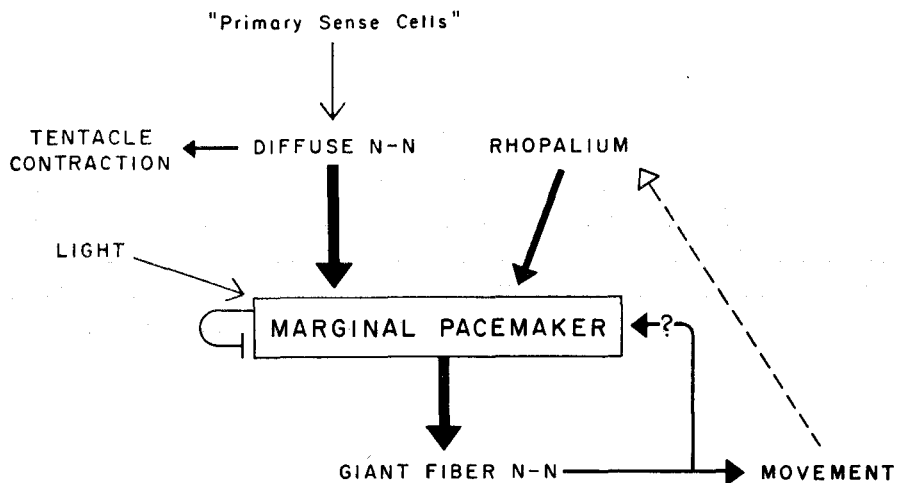 "Primary Sense Cells"
TENTACLE
CONTRACTION
DIFFUSE N-N
RHOPALIUM
LIGHT
MARGINAL PACEMAKER
?
GIANT FIBER N-N
MOVEMENT